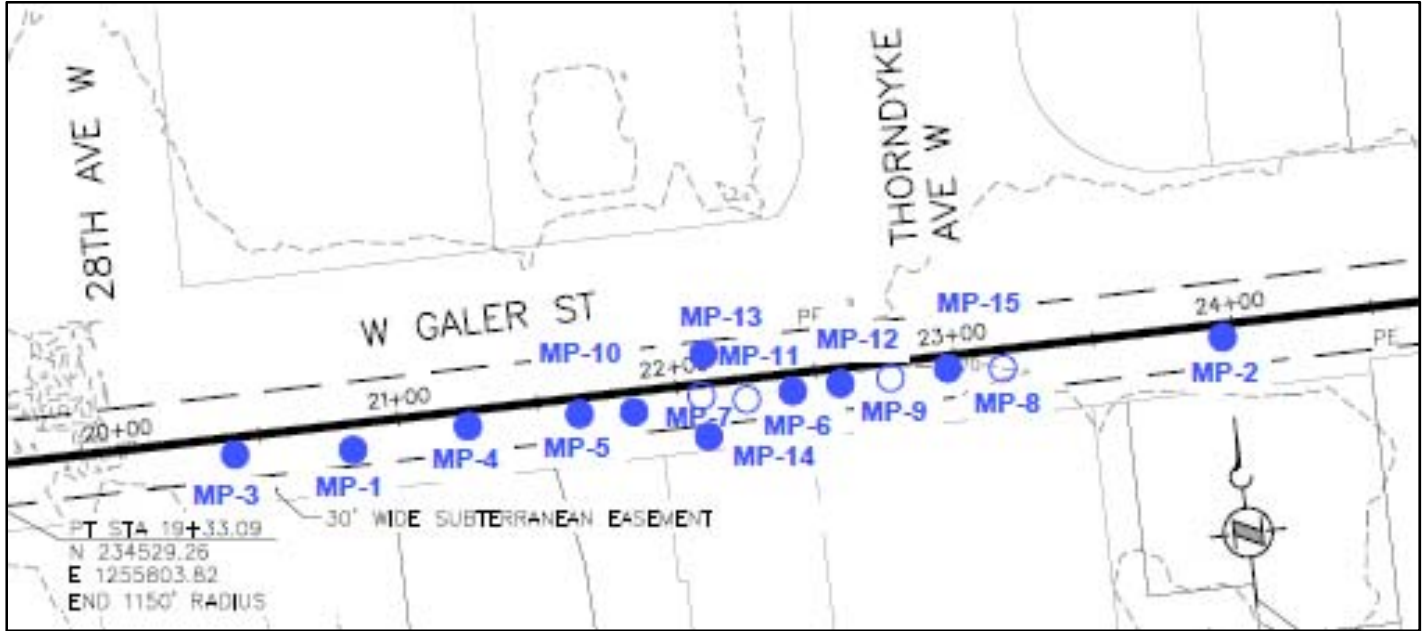 28TH AVE W
THORNDYKE
AVE W
W GALER ST
MP-13
MP-15
MP-10
MP-11
MP-12
20+00
21+00
22+00
23+00
24+00
MP-3
MP-1
MP-4
MP-5
MP-7
MP-6
MP-9
MP-8
MP-2
MP-14
PE
30' WIDE SUBTERRANEAN EASEMENT
PT STA 19+33.09
N 234529.26
E 1255803.82
END 1150' RADIUS